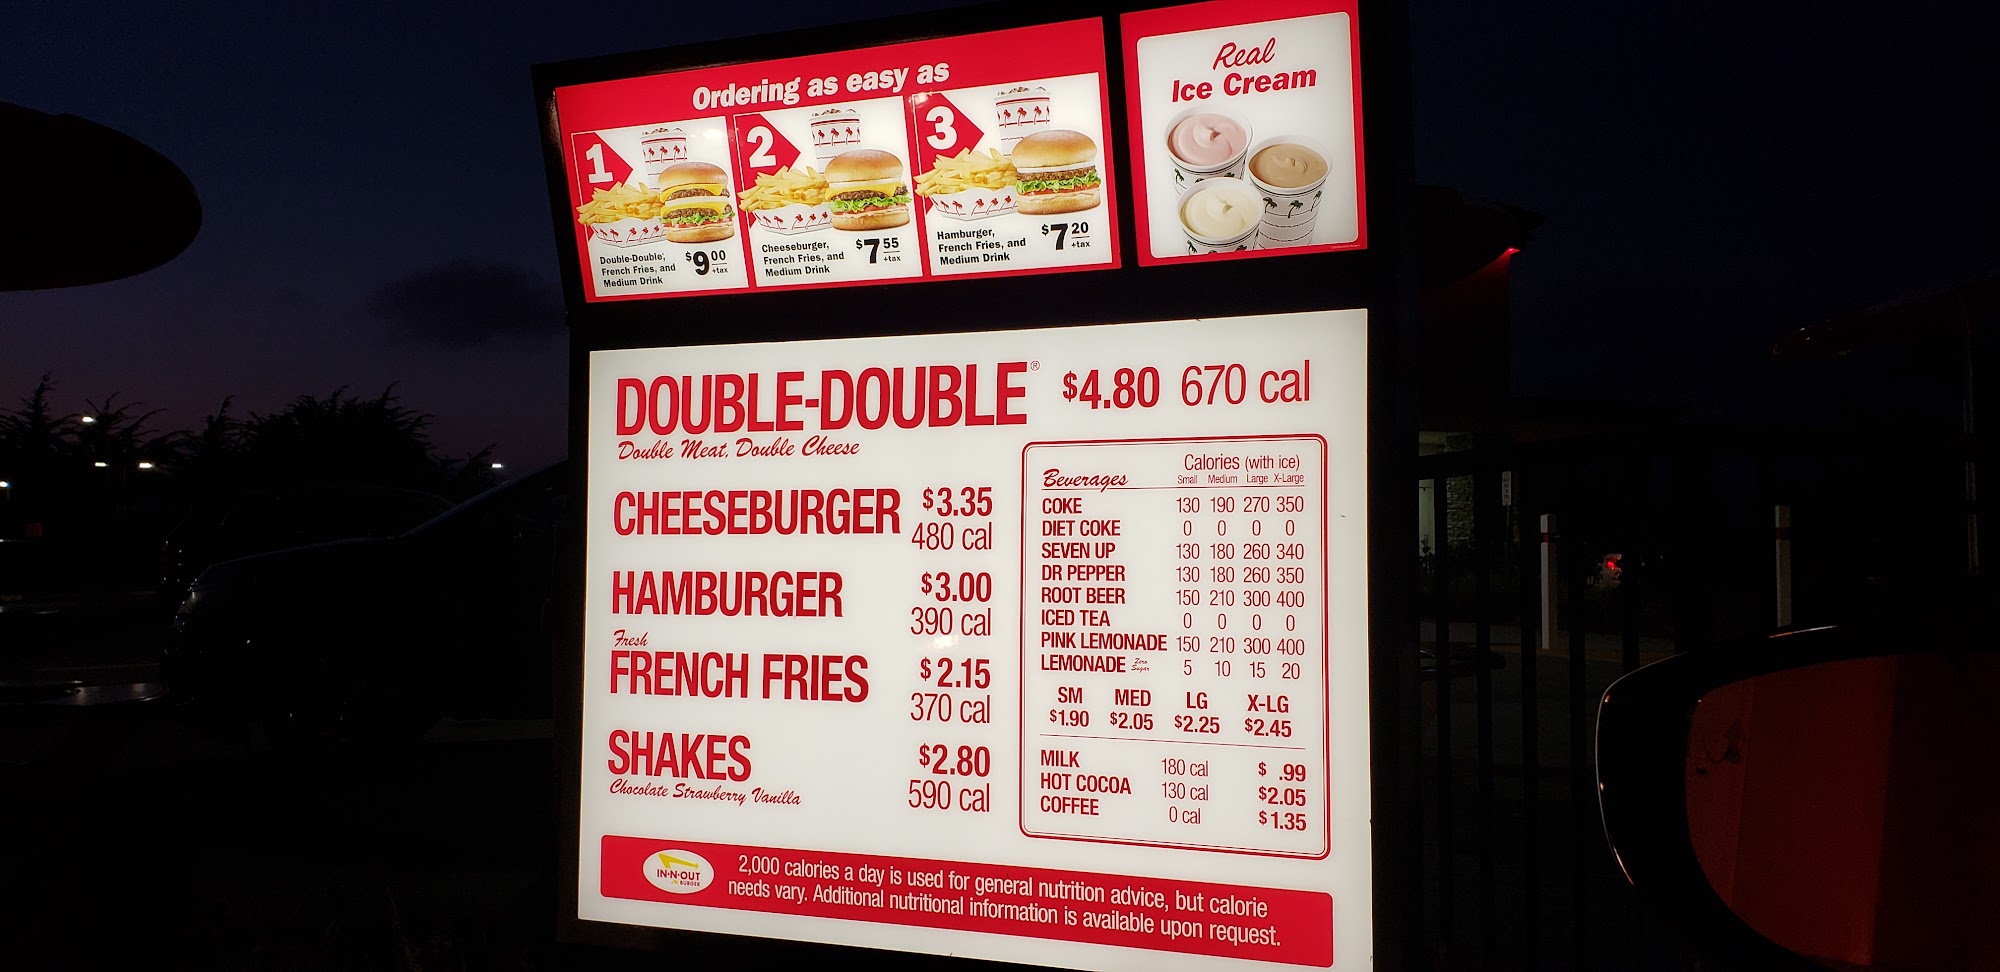 Ordering as easy as
1
Double-Double,
French Fries, and
Medium Drink
$9 00
+tax
2
Cheeseburger,
French Fries, and
Medium Drink
$7 55
+tax
3
Hamburger,
French Fries, and
Medium Drink
$7 20
+tax
Real
Ice Cream
DOUBLE-DOUBLE® $4.80 670 cal
Double Meat, Double Cheese
CHEESEBURGER $3.35
480 cal
HAMBURGER $3.00
390 cal
Fresh
FRENCH FRIES $2.15
370 cal
SHAKES $2.80
Chocolate Strawberry Vanilla 590 cal
Beverages Calories (with ice)
Small Medium Large X-Large
COKE 130 190 270 350
DIET COKE 0 0 0 0
SEVEN UP 130 180 260 340
DR PEPPER 130 180 260 350
ROOT BEER 150 210 300 400
ICED TEA 0 0 0 0
PINK LEMONADE 150 210 300 400
LEMONADE Zero Sugar 5 10 15 20
SM MED LG X-LG
$1.90 $2.05 $2.25 $2.45
MILK 180 cal $ .99
HOT COCOA 130 cal $2.05
COFFEE 0 cal $1.35
IN-N-OUT
BURGER
2,000 calories a day is used for general nutrition advice, but calorie
needs vary. Additional nutritional information is available upon request.